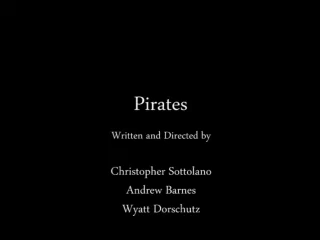 Pirates
Written and Directed by
Christopher Sottolano
Andrew Barnes
Wyatt Dorschutz